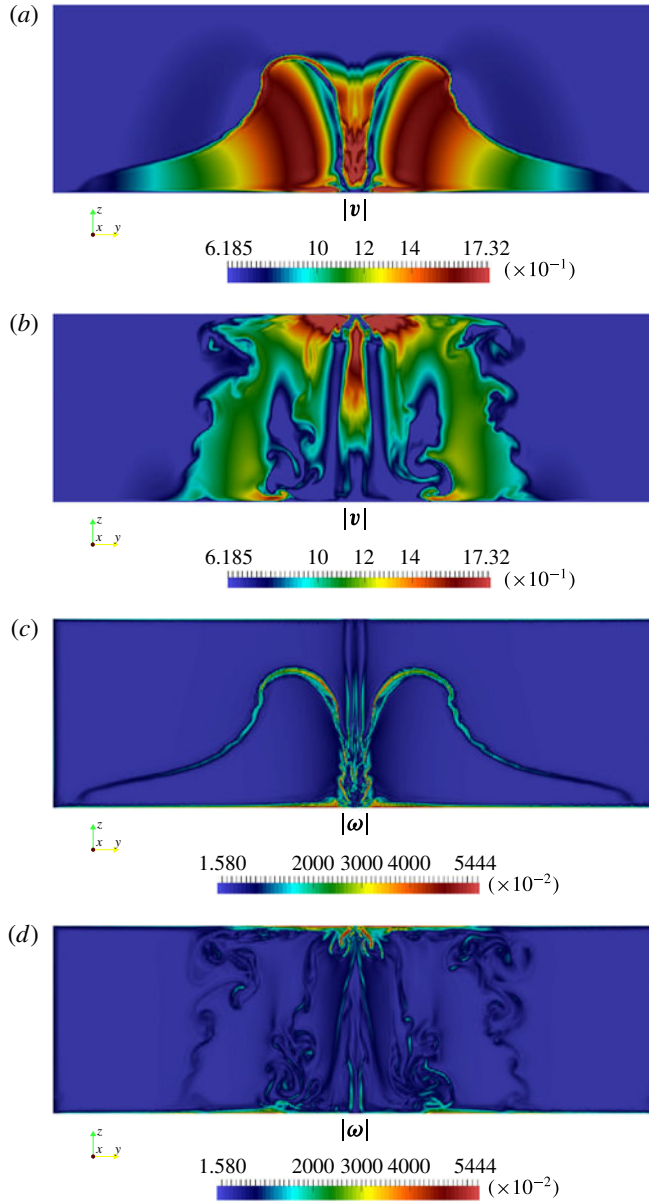 (a)
z
x y
|v|
6.185 10 12 14 17.32
(×10⁻¹)
(b)
z
x y
|v|
6.185 10 12 14 17.32
(×10⁻¹)
(c)
z
x y
|ω|
1.580 2000 3000 4000 5444
(×10⁻²)
(d)
z
x y
|ω|
1.580 2000 3000 4000 5444
(×10⁻²)